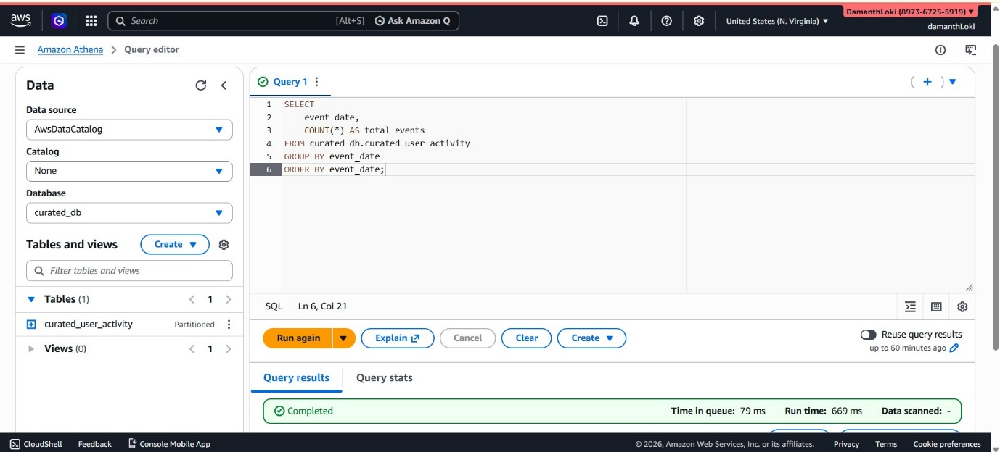 aws
Search
[Alt+S]
Ask Amazon Q
United States (N. Virginia)
DamanthLoki (8973-6725-5919)
damanthLoki
Amazon Athena
Query editor
Data
Data source
AwsDataCatalog
Catalog
None
Database
curated_db
Tables and views
Create
Filter tables and views
Tables (1)
1
curated_user_activity
Partitioned
Views (0)
1
Query 1
1 SELECT
2 event_date,
3 COUNT(*) AS total_events
4 FROM curated_db.curated_user_activity
5 GROUP BY event_date
6 ORDER BY event_date;
SQL
Ln 6, Col 21
Run again
Explain
Cancel
Clear
Create
Reuse query results
up to 60 minutes ago
Query results
Query stats
Completed
Time in queue: 79 ms
Run time: 669 ms
Data scanned: -
CloudShell
Feedback
Console Mobile App
© 2026, Amazon Web Services, Inc. or its affiliates.
Privacy
Terms
Cookie preferences